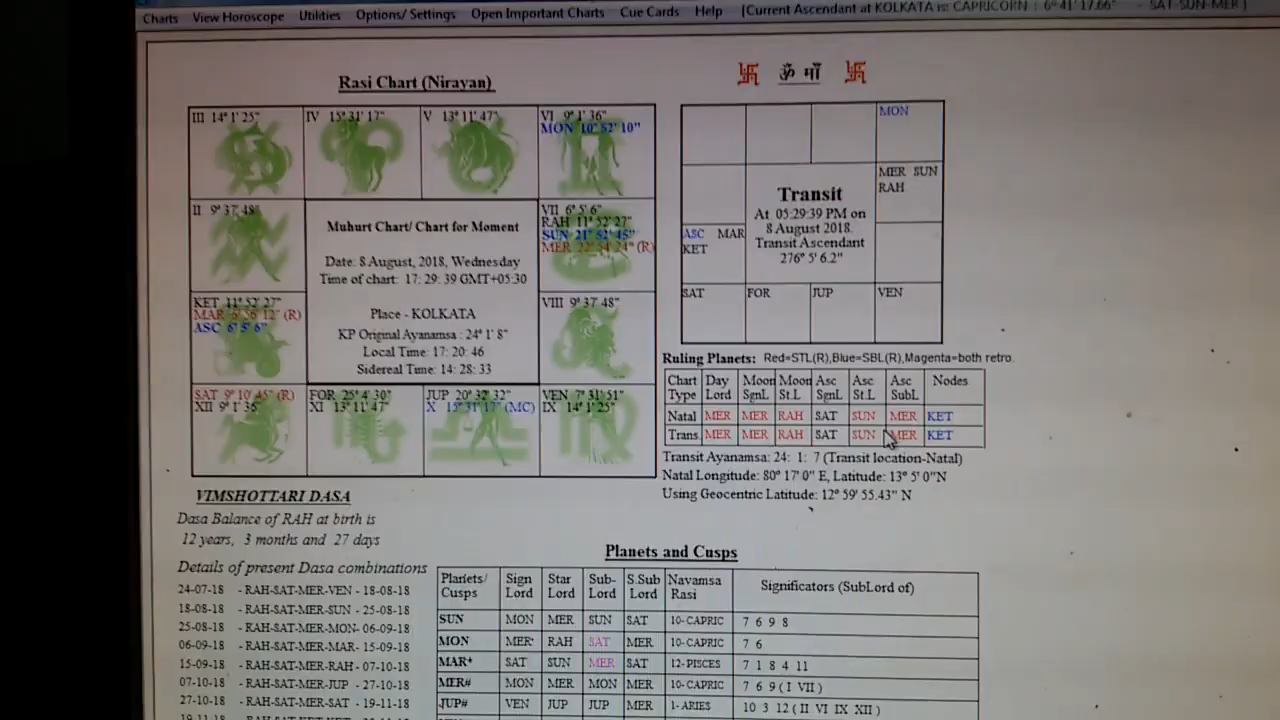 Charts View Horoscope Utilities Options/ Settings Open Important Charts Cue Cards Help [Current Ascendant at KOLKATA is: CAPRICORN : 6° 41' 17.66" - SAT-SUN-MER]
Rasi Chart (Nirayan)
卐 ॐ माँ 卐
III 14° 1' 25"
IV 15° 31' 17"
V 13° 11' 47"
VI 9° 1' 36"
MON 10° 52' 10"
II 9° 37' 48"
Muhurt Chart/ Chart for Moment
Date: 8 August, 2018, Wednesday
Time of chart: 17: 29: 39 GMT+05:30
Place - KOLKATA
KP Original Ayanamsa : 24° 1' 8"
Local Time: 17: 20: 46
Sidereal Time: 14: 28: 33
VII 6° 5' 6"
RAH 11° 52' 27"
SUN 21° 52' 45"
MER 22° 54' 24" (R)
KET 11° 52' 27"
MAR 6° 56' 12" (R)
ASC 6° 5' 6"
VIII 9° 37' 48"
SAT 9° 10' 45" (R)
XII 9° 1' 36"
FOR 25° 4' 30"
XI 13° 11' 47"
JUP 20° 32' 32"
X 15° 31' 17" (MC)
VEN 7° 31' 51"
IX 14° 1' 25"
MON
MER SUN
RAH
Transit
At 05:29:39 PM on
8 August 2018.
Transit Ascendant
276° 5' 6.2"
ASC MAR
KET
SAT FOR JUP VEN
Ruling Planets: Red=STL(R),Blue=SBL(R),Magenta=both retro.
Chart Type Day Lord Moon SgnL Moon St.L Asc SgnL Asc St.L Asc SubL Nodes
Natal MER MER RAH SAT SUN MER KET
Trans. MER MER RAH SAT SUN MER KET
Transit Ayanamsa: 24: 1: 7 (Transit location-Natal)
Natal Longitude: 80° 17' 0" E, Latitude: 13° 5' 0"N
Using Geocentric Latitude: 12° 59' 55.43" N
VIMSHOTTARI DASA
Dasa Balance of RAH at birth is
12 years, 3 months and 27 days
Details of present Dasa combinations
24-07-18 - RAH-SAT-MER-VEN - 18-08-18
18-08-18 - RAH-SAT-MER-SUN - 25-08-18
25-08-18 - RAH-SAT-MER-MON- 06-09-18
06-09-18 - RAH-SAT-MER-MAR- 15-09-18
15-09-18 - RAH-SAT-MER-RAH - 07-10-18
07-10-18 - RAH-SAT-MER-JUP - 27-10-18
27-10-18 - RAH-SAT-MER-SAT - 19-11-18
Planets and Cusps
Planets/ Cusps Sign Lord Star Lord Sub-Lord S.Sub Lord Navamsa Rasi Significators (SubLord of)
SUN MON MER SUN SAT 10- CAPRIC 7 6 9 8
MON MER* RAH SAT MER 10- CAPRIC 7 6
MAR* SAT SUN MER SAT 12- PISCES 7 1 8 4 11
MER# MON MER MON MER 10- CAPRIC 7 6 9 ( I VII )
JUP# VEN JUP JUP MER 1- ARIES 10 3 12 ( II VI IX XII )